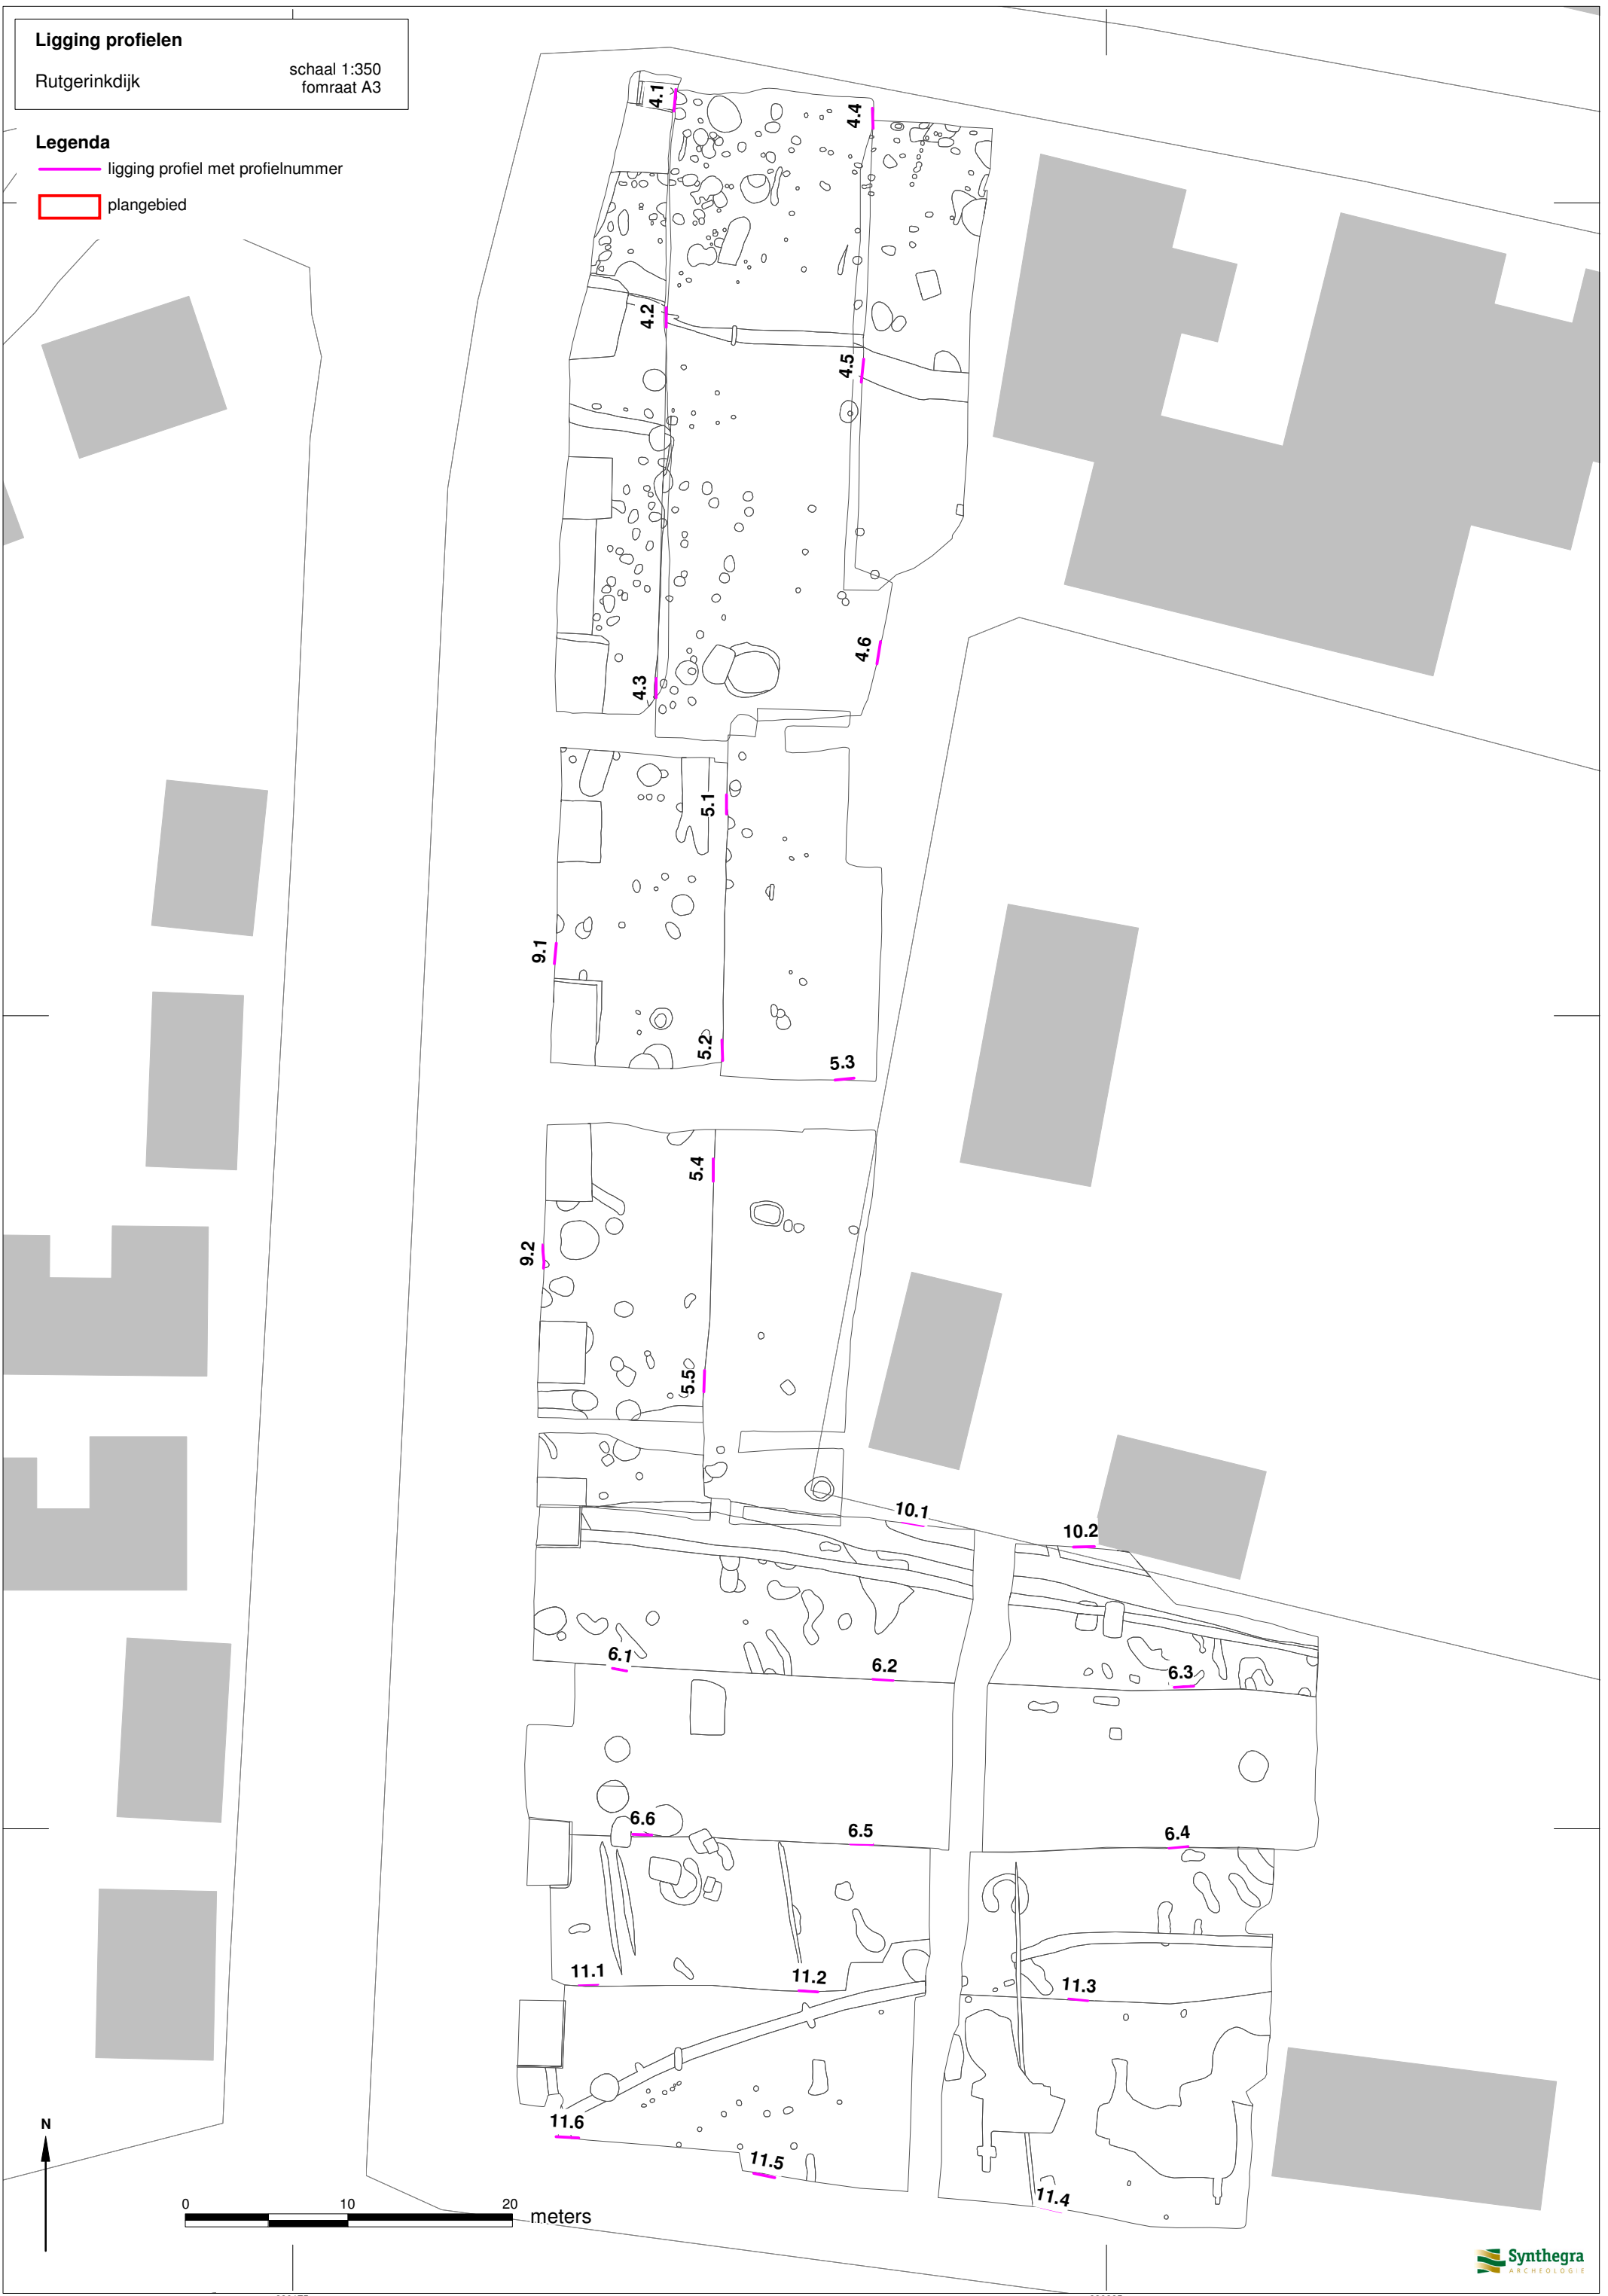 Ligging profielen
Rutgerinkdijk
schaal 1:350
fomraat A3
Legenda
ligging profiel met profielnummer
plangebied
4.1
4.4
4.2
4.5
4.6
4.3
5.1
9.1
5.2
5.3
5.4
9.2
5.5
10.1
10.2
6.1
6.2
6.3
6.6
6.5
6.4
11.1
11.2
11.3
11.6
11.5
11.4
N
0 10 20
meters
Synthegra
ARCHEOLOGIE